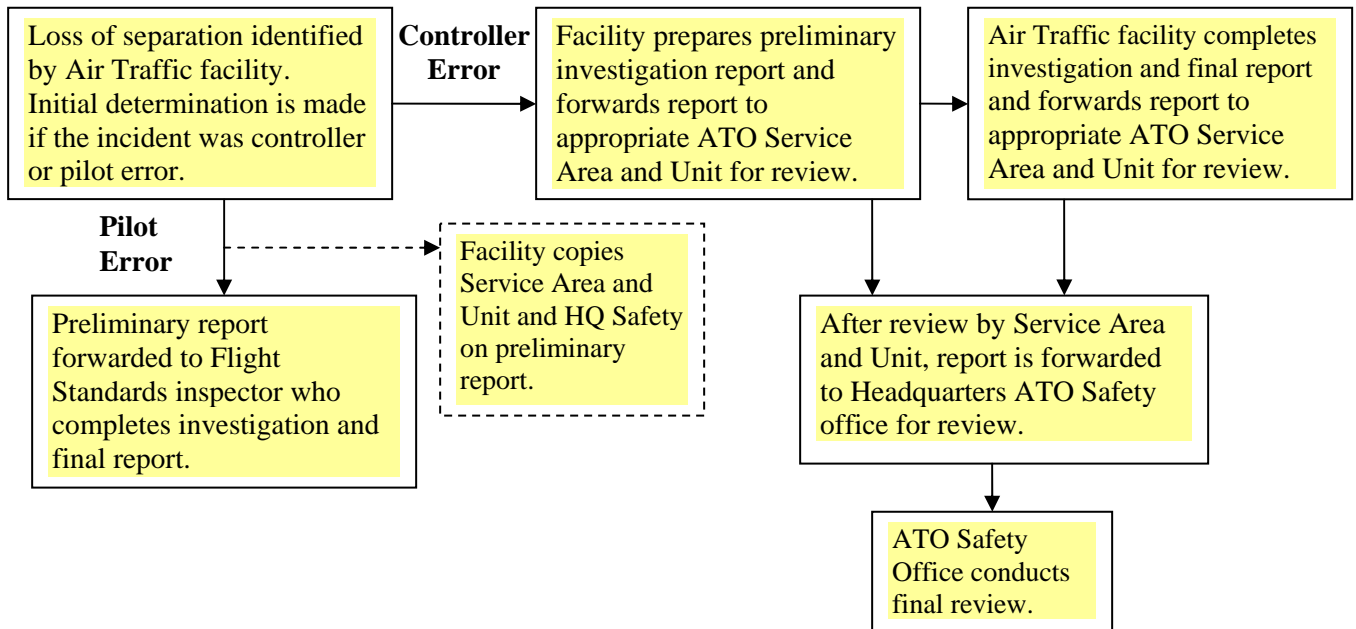 Loss of separation identified
by Air Traffic facility.
Initial determination is made
if the incident was controller
or pilot error.
Controller
Error
Facility prepares preliminary
investigation report and
forwards report to
appropriate ATO Service
Area and Unit for review.
Air Traffic facility completes
investigation and final report
and forwards report to
appropriate ATO Service
Area and Unit for review.
Pilot
Error
Facility copies
Service Area and
Unit and HQ Safety
on preliminary
report.
Preliminary report
forwarded to Flight
Standards inspector who
completes investigation and
final report.
After review by Service Area
and Unit, report is forwarded
to Headquarters ATO Safety
office for review.
ATO Safety
Office conducts
final review.